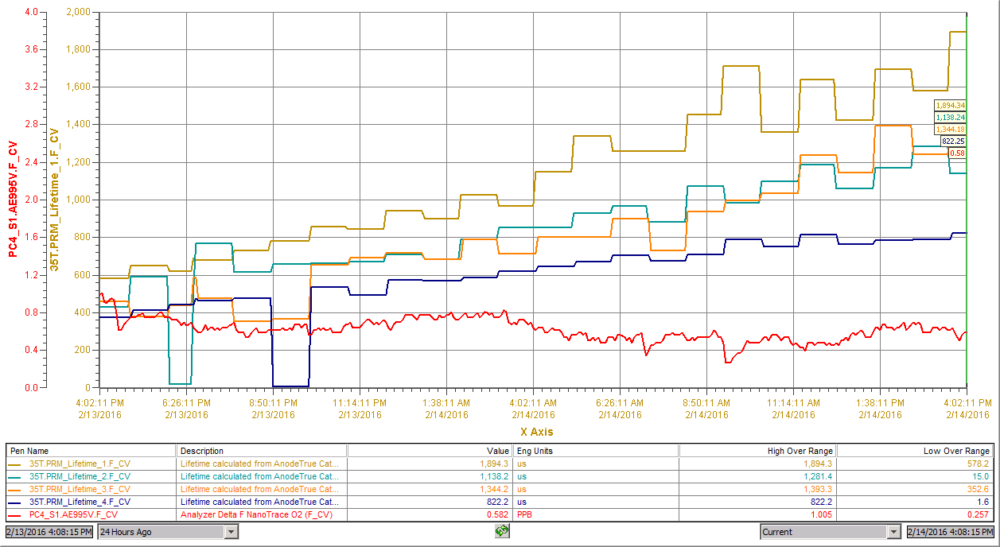 4.0 2,000
3.6 1,800
3.2 1,600
2.8 1,400
2.4 1,200
2.0 1,000
1.6 800
1.2 600
0.8 400
0.4 200
0.0 0
PC4_S1.AE995V.F_CV
35T.PRM_Lifetime_1.F_CV
1,894.34
1,138.24
1,344.18
822.25
0.58
4:02:11 PM 6:26:11 PM 8:50:11 PM 11:14:11 PM 1:38:11 AM 4:02:11 AM 6:26:11 AM 8:50:11 AM 11:14:11 AM 1:38:11 PM 4:02:11 PM
2/13/2016 2/13/2016 2/13/2016 2/13/2016 2/14/2016 2/14/2016 2/14/2016 2/14/2016 2/14/2016 2/14/2016 2/14/2016
X Axis
Pen Name Description Value Eng Units High Over Range Low Over Range
35T.PRM_Lifetime_1.F_CV Lifetime calculated from AnodeTrue Cat... 1,894.3 us 1,894.3 578.2
35T.PRM_Lifetime_2.F_CV Lifetime calculated from AnodeTrue Cat... 1,138.2 us 1,281.4 15.0
35T.PRM_Lifetime_3.F_CV Lifetime calculated from AnodeTrue Cat... 1,344.2 us 1,393.3 352.6
35T.PRM_Lifetime_4.F_CV Lifetime calculated from AnodeTrue Cat... 822.2 us 822.2 1.6
PC4_S1.AE995V.F_CV Analyzer Delta F NanoTrace O2 (F_CV) 0.582 PPB 1.005 0.257
2/13/2016 4:08:15 PM 24 Hours Ago Current 2/14/2016 4:08:15 PM